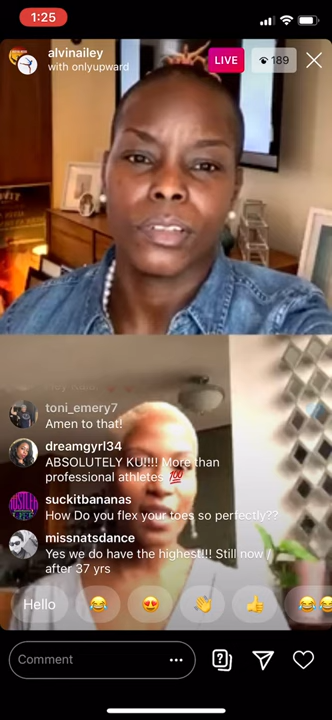 1:25
alvinailey
with onlyupward
LIVE
189
toni_emery7
Amen to that!
dreamgyrl34
ABSOLUTELY KU!!!! More than
professional athletes 💯
suckitbananas
How Do you flex your toes so perfectly??
missnatsdance
Yes we do have the highest!!! Still now /
after 37 yrs
Hello 😂 😍 👋 👍 😂😂
Comment